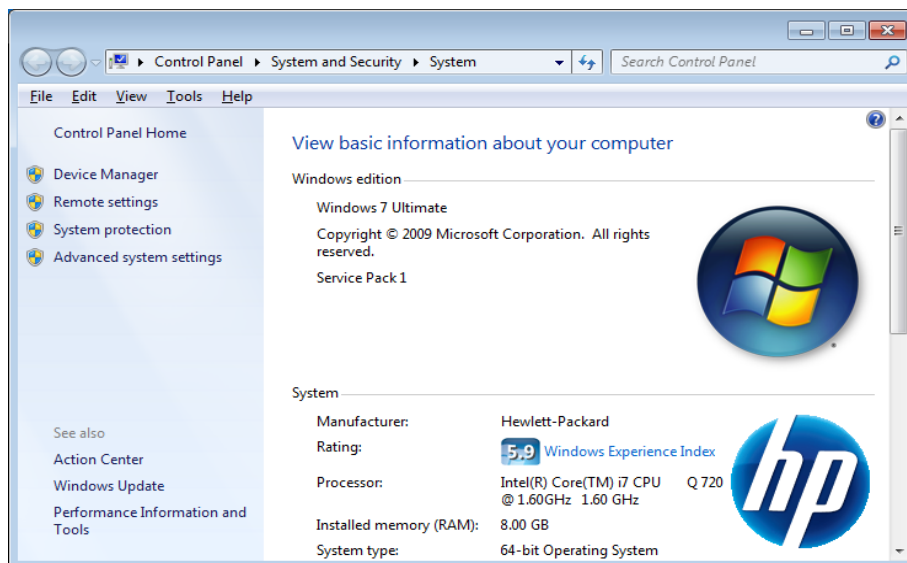 Control Panel System and Security System Search Control Panel
File Edit View Tools Help
Control Panel Home
Device Manager
Remote settings
System protection
Advanced system settings
See also
Action Center
Windows Update
Performance Information and
Tools
View basic information about your computer
Windows edition
Windows 7 Ultimate
Copyright © 2009 Microsoft Corporation. All rights
reserved.
Service Pack 1
System
Manufacturer: Hewlett-Packard
Rating: 5,9 Windows Experience Index
Processor: Intel(R) Core(TM) i7 CPU Q 720
@ 1.60GHz 1.60 GHz
Installed memory (RAM): 8.00 GB
System type: 64-bit Operating System
hp